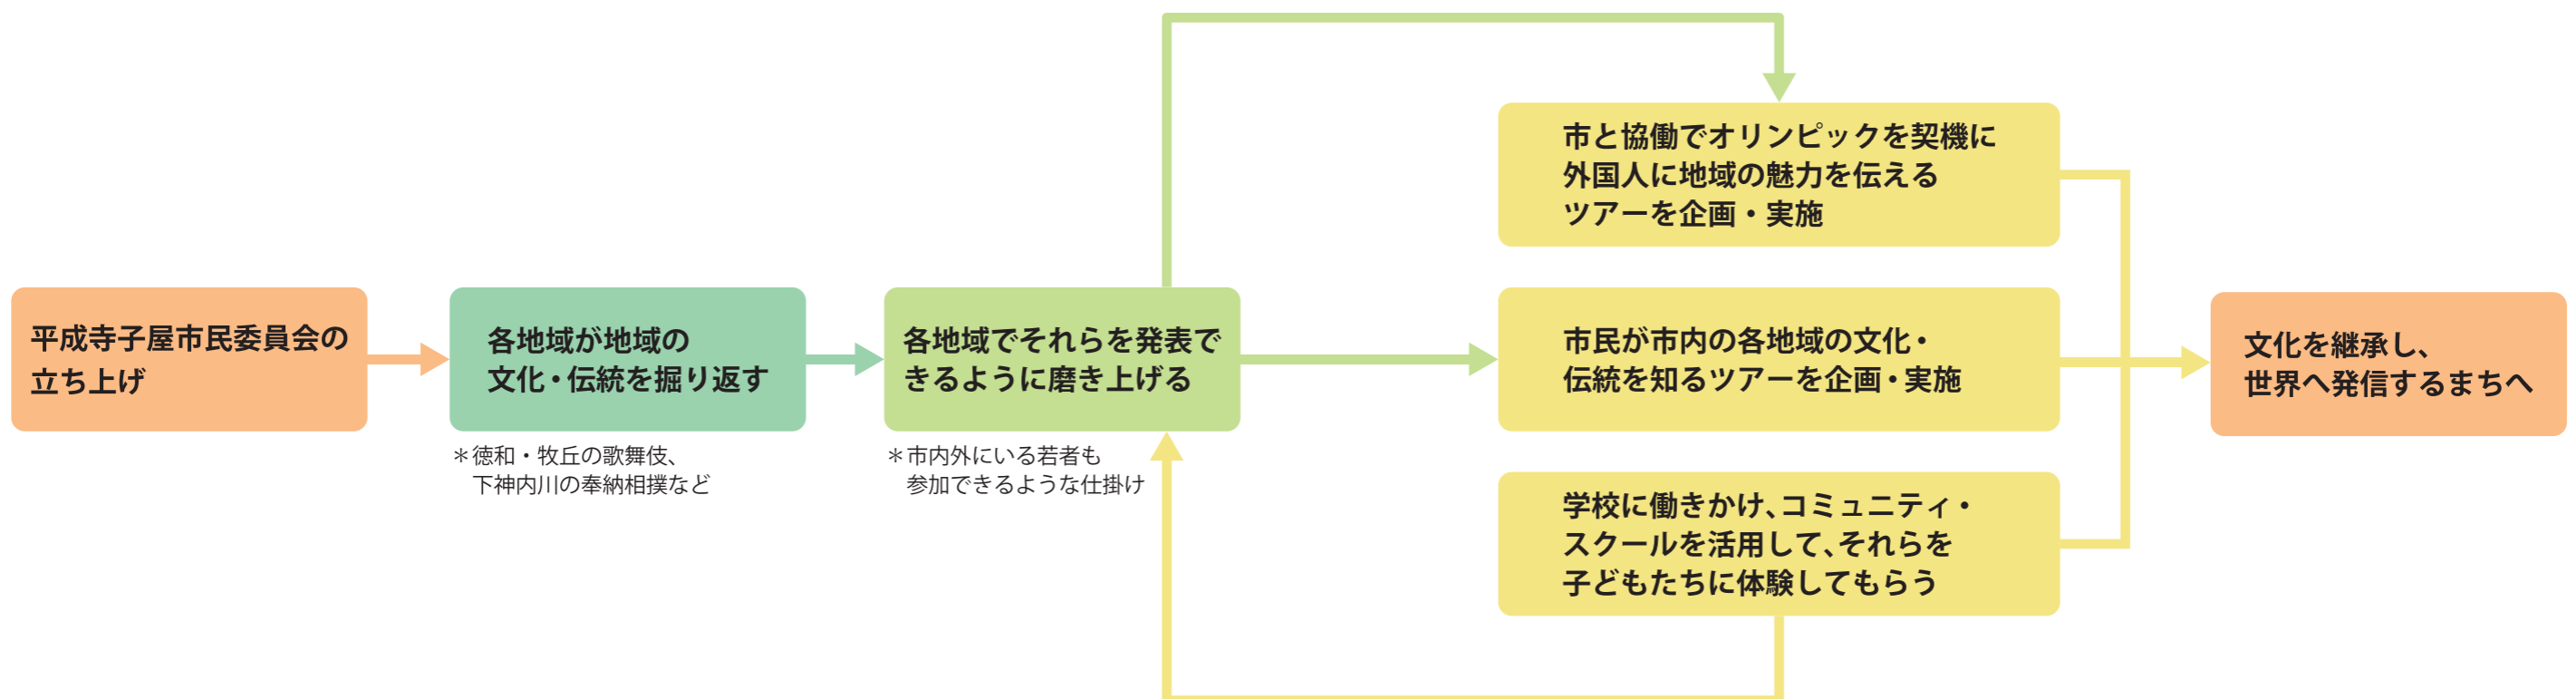 平成寺子屋市民委員会の
立ち上げ
各地域が地域の
文化・伝統を掘り返す
＊徳和・牧丘の歌舞伎、
下神内川の奉納相撲など
各地域でそれらを発表で
きるように磨き上げる
＊市内外にいる若者も
参加できるような仕掛け
市と協働でオリンピックを契機に
外国人に地域の魅力を伝える
ツアーを企画・実施
市民が市内の各地域の文化・
伝統を知るツアーを企画・実施
学校に働きかけ、コミュニティ・
スクールを活用して、それらを
子どもたちに体験してもらう
文化を継承し、
世界へ発信するまちへ